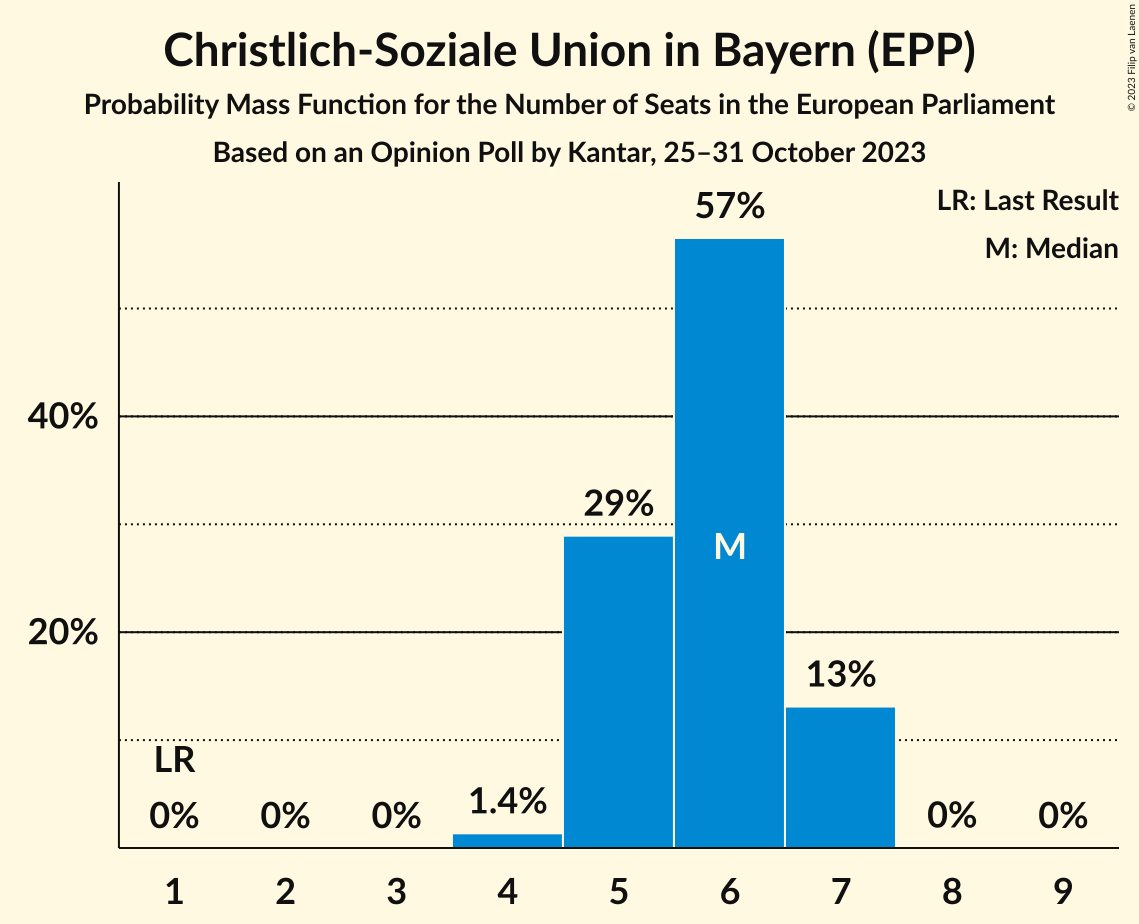 Christlich-Soziale Union in Bayern (EPP)
Probability Mass Function for the Number of Seats in the European Parliament
Based on an Opinion Poll by Kantar, 25–31 October 2023
© 2023 Filip van Laenen
LR: Last Result
M: Median
57%
40%
29%
M
20%
13%
LR
0% 0% 0% 1.4% 0% 0%
1 2 3 4 5 6 7 8 9